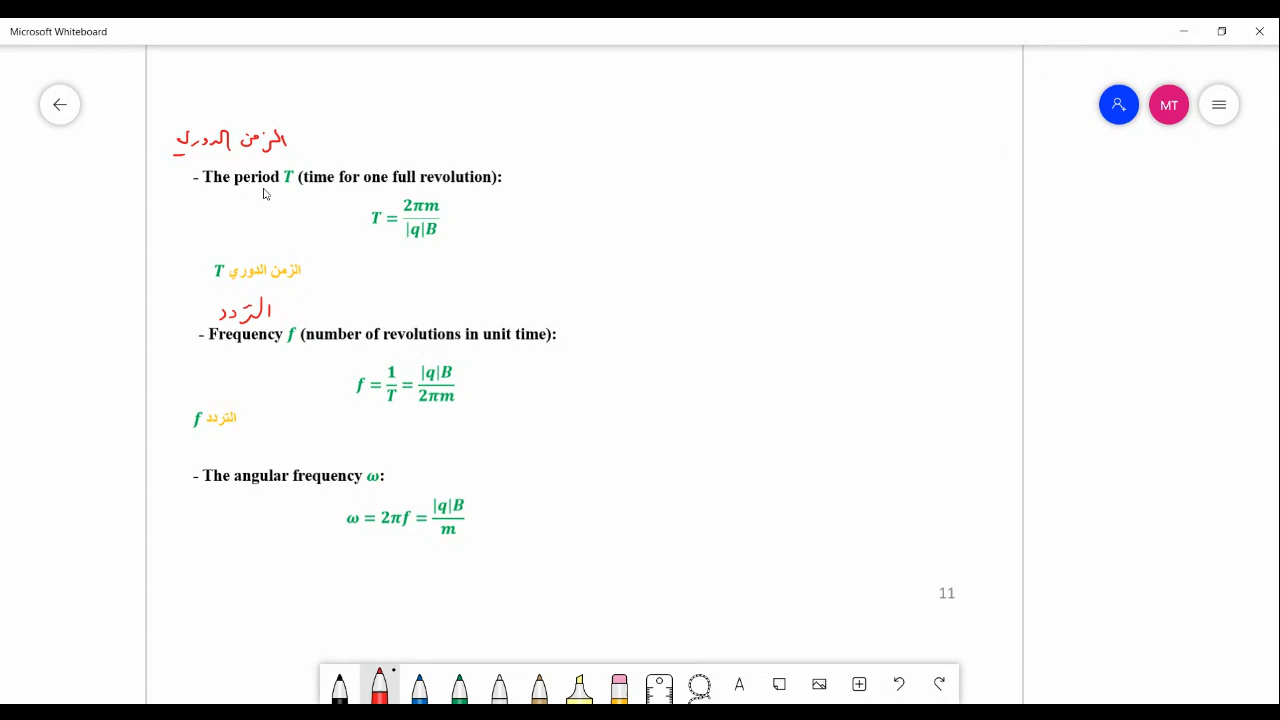 Microsoft Whiteboard
MT
الزمن الدوري
- The period T (time for one full revolution):
T = 2πm / |q|B
T الزمن الدوري
التردد
- Frequency f (number of revolutions in unit time):
f = 1/T = |q|B / 2πm
f التردد
- The angular frequency ω:
ω = 2πf = |q|B / m
11
A